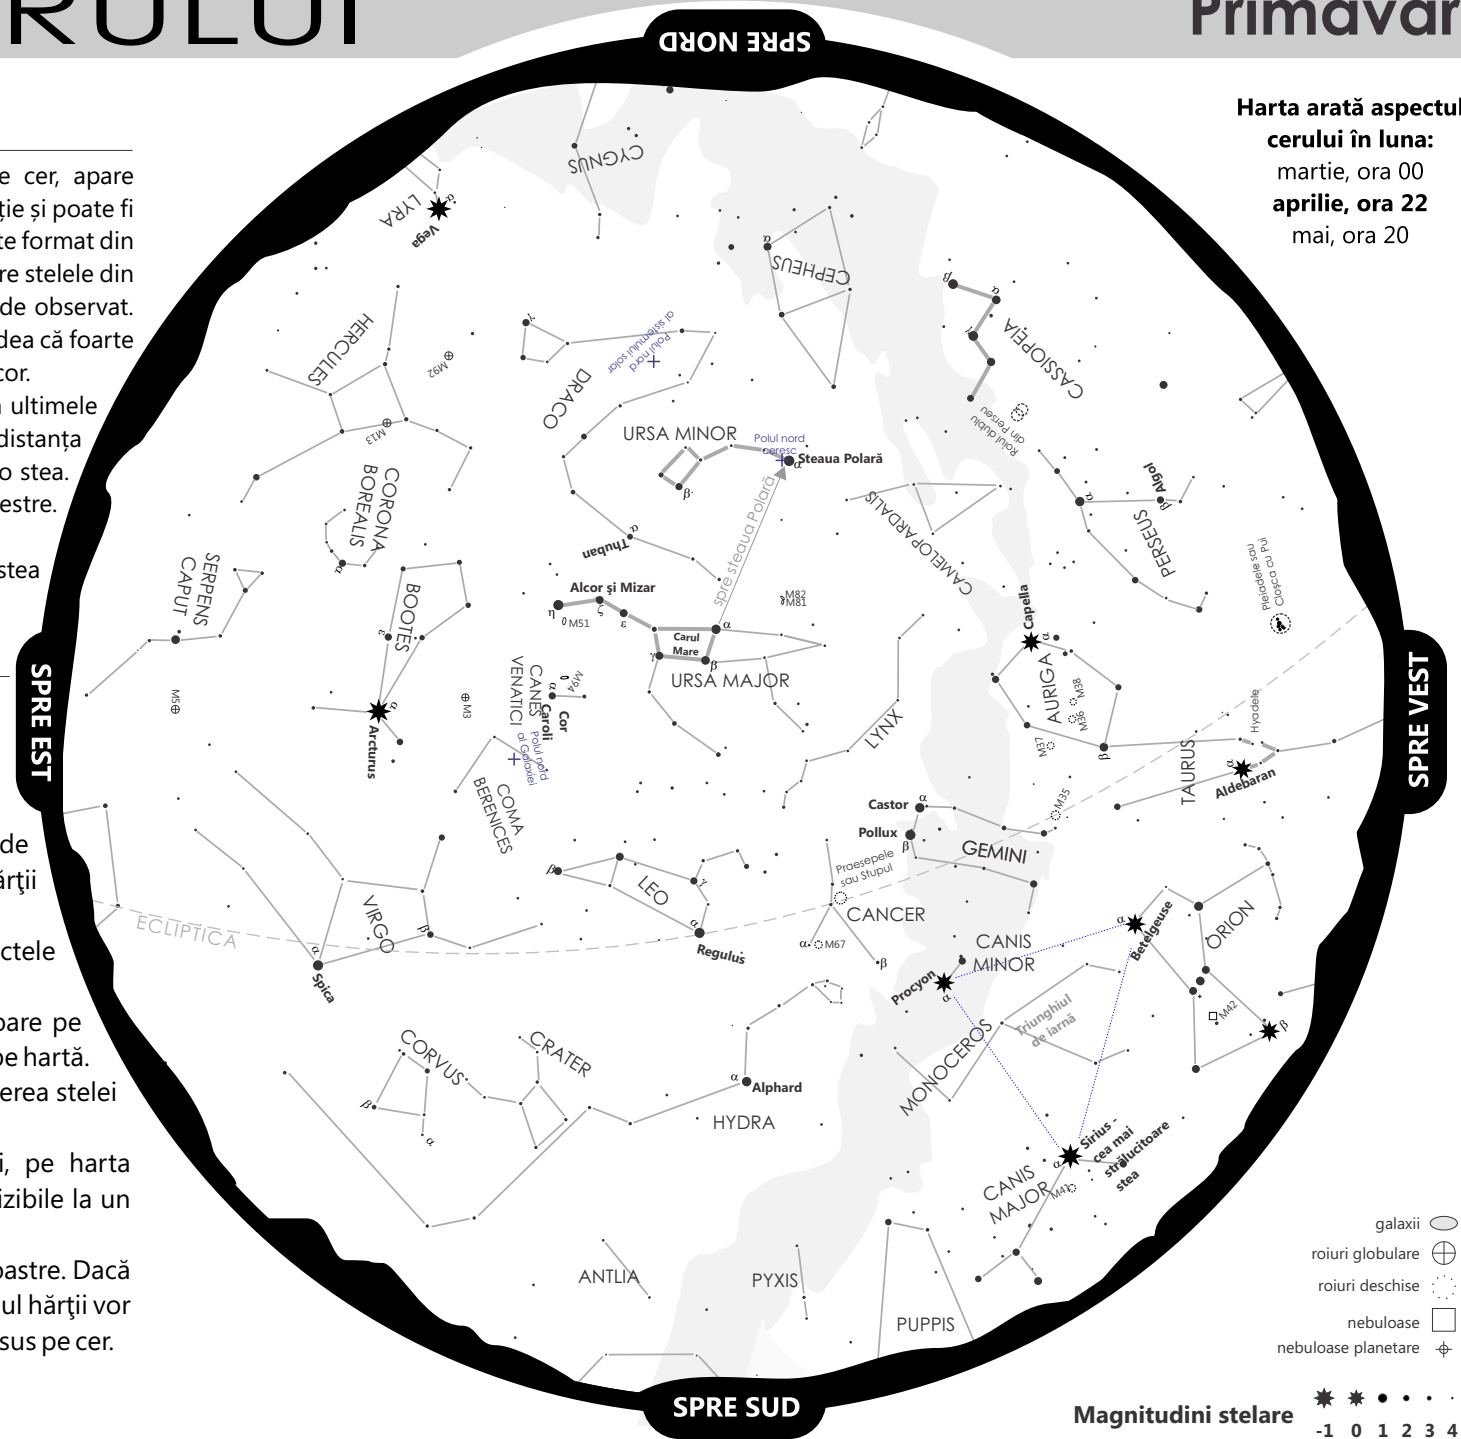 RULUI
Primăvar
SPRE NORD
Harta arată aspectul
cerului în luna:
martie, ora 00
aprilie, ora 22
mai, ora 20
e cer, apare
ție și poate fi
te format din
re stelele din
de observat.
dea că foarte
cor.
ultimele
distanța
o stea.
estre.
stea
SPRE EST
de
ărții
ctele
oare pe
pe hartă.
erea stelei
i, pe harta
izibile la un
oastre. Dacă
ul hărții vor
sus pe cer.
CYGNUS
LYRA
α
Vega
α
CEPHEUS
β
α
γ
CASSIOPEIA
Roiul dublu
din Perseu
HERCULES
M92
M13
γ
DRACO
Polul nord
al sistemului solar
URSA MINOR
Polul nord
ceresc
Steaua Polară
α
β
spre steaua Polară
CORONA
BOREALIS
α
Thuban
α
CAMELOPARDALIS
α
Algol
β
PERSEUS
Pleiadele sau
Cloșca cu Pui
SERPENS
CAPUT
BOOTES
ε
Alcor și Mizar
η
ζ
ε
M51
M82
M81
Carul
Mare
α
γ
β
URSA MAJOR
Capella
α
AURIGA
M38
M36
M37
β
M5
M3
α
Arcturus
CANES
VENATICI
α
M94
Cor
Caroli
Polul nord
al Galaxiei
LYNX
Hyadele
TAURUS
α
Aldebaran
SPRE VEST
COMA
BERENICES
Castor
α
Pollux
β
M35
GEMINI
Praesepele
sau Stupul
β
LEO
γ
α
Regulus
CANCER
α
M67
β
VIRGO
β
α
Spica
ECLIPTICA
CANIS
MINOR
Procyon
α
α
Betelgeuse
ORION
M42
β
Triunghiul
de iarnă
MONOCEROS
CORVUS
β
α
CRATER
α
Alphard
HYDRA
Sirius -
cea mai
strălucitoare
stea
α
CANIS
MAJOR
M41
ANTLIA
PYXIS
PUPPIS
SPRE SUD
galaxii
roiuri globulare
roiuri deschise
nebuloase
nebuloase planetare
Magnitudini stelare
-1 0 1 2 3 4